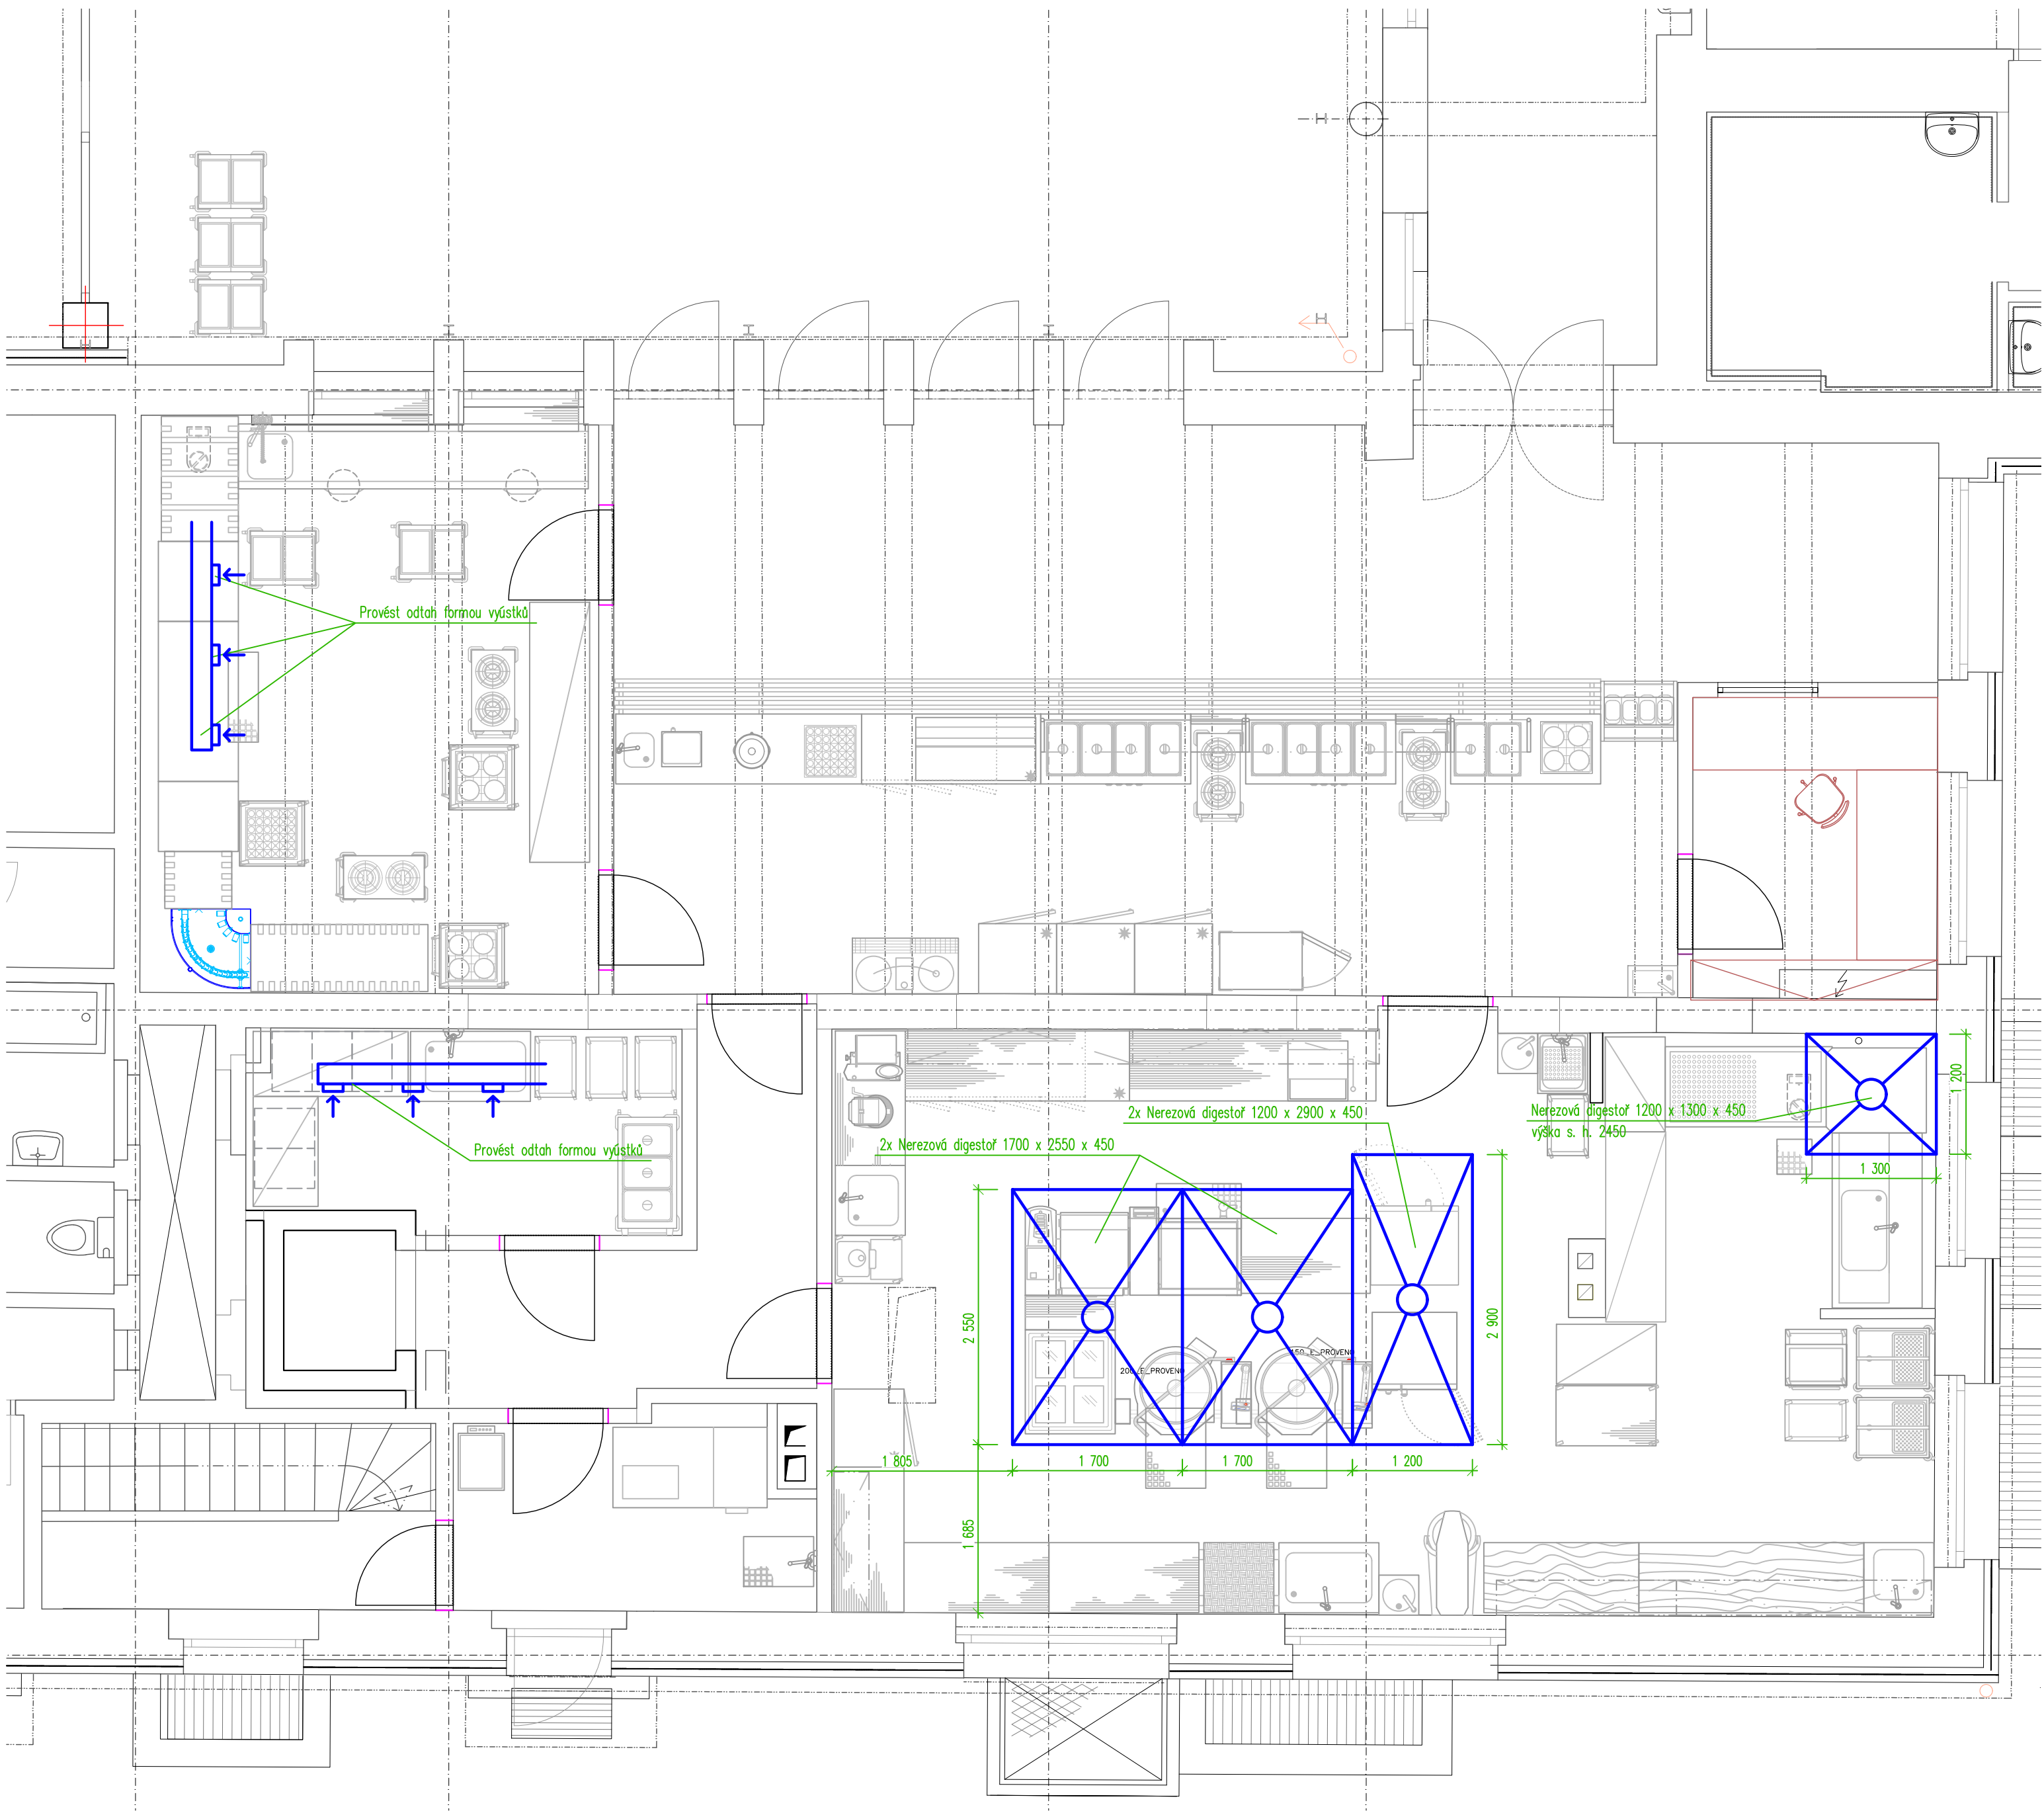 Provést odtah formou vyústků
2x Nerezová digestoř 1200 x 2900 x 450
Nerezová digestoř 1200 x 1300 x 450
výška s. h. 2450
1 200
2x Nerezová digestoř 1700 x 2550 x 450
Provést odtah formou vyústků
1 300
2 550
2 900
150_E_PROVENO
200_E_PROVENO
1 805
1 700
1 700
1 200
1 685